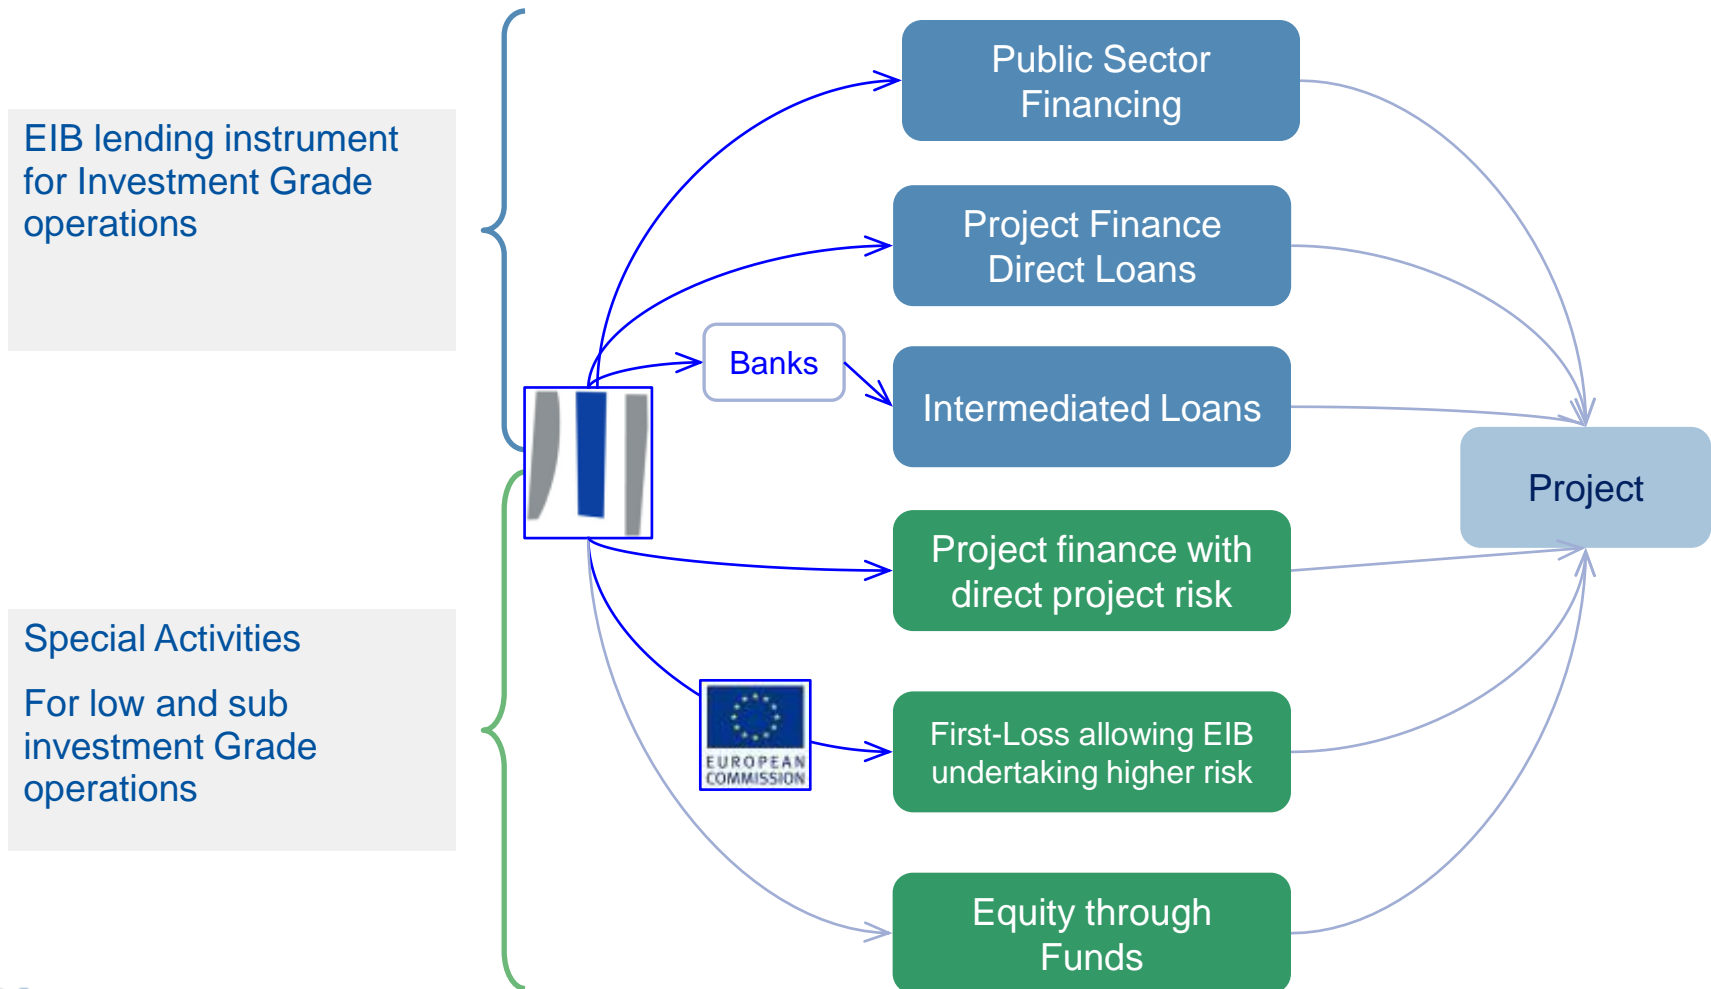 EIB lending instrument
for Investment Grade
operations
Special Activities
For low and sub
investment Grade
operations
Banks
EUROPEAN
COMMISSION
Public Sector
Financing
Project Finance
Direct Loans
Intermediated Loans
Project finance with
direct project risk
First-Loss allowing EIB
undertaking higher risk
Equity through
Funds
Project